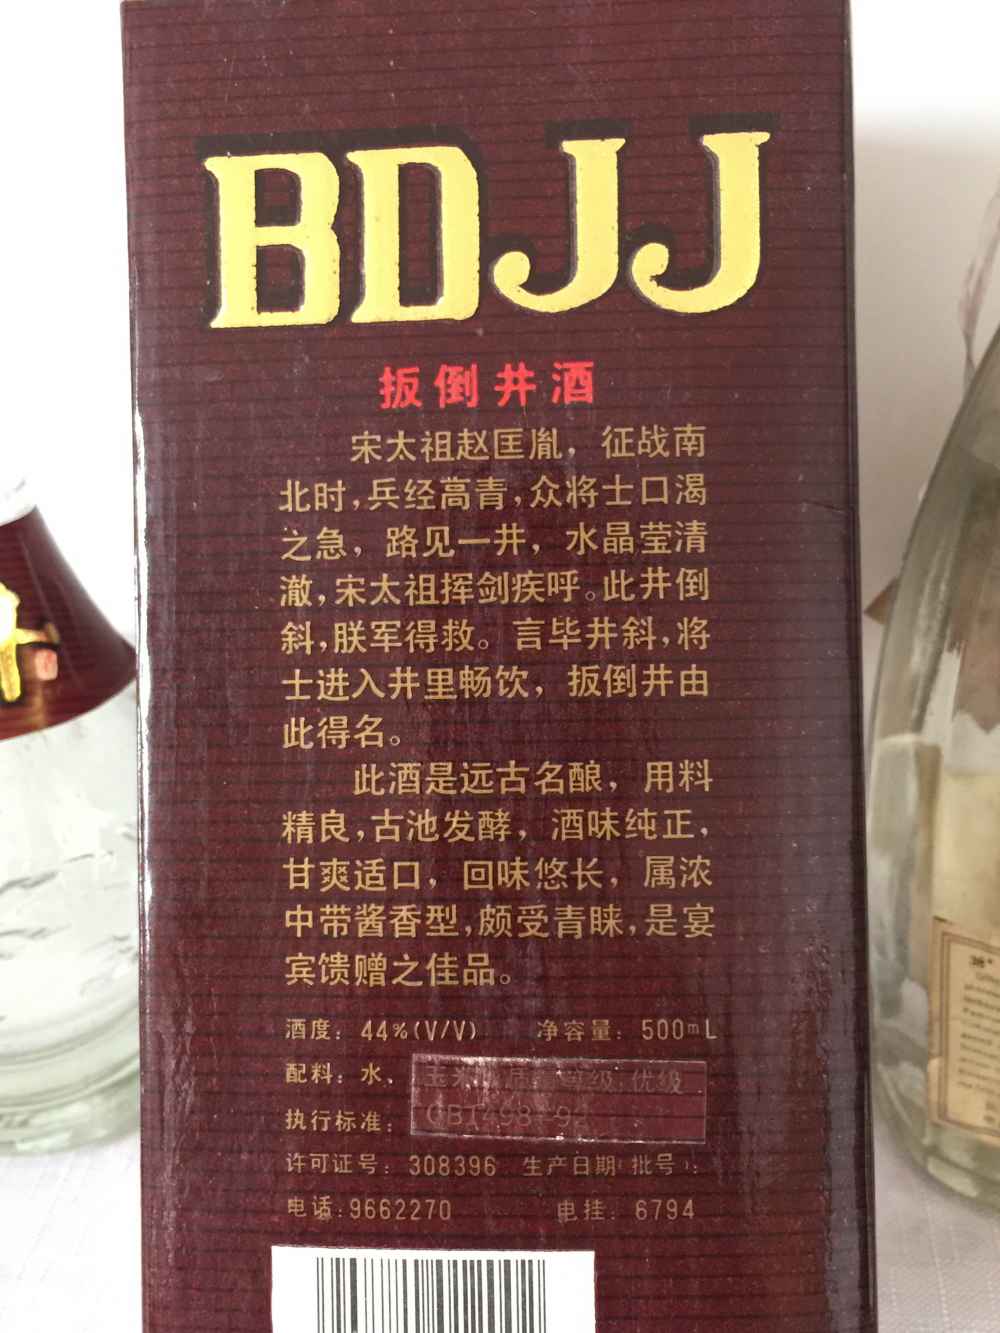 BDJJ
扳倒井酒
宋太祖赵匡胤，征战南
北时，兵经高青，众将士口渴
之急，路见一井，水晶莹清
澈，宋太祖挥剑疾呼。此井倒
斜，朕军得救。言毕井斜，将
士进入井里畅饮，扳倒井由
此得名。
此酒是远古名酿，用料
精良，古池发酵，酒味纯正，
甘爽适口，回味悠长，属浓
中带酱香型，颇受青睐，是宴
宾馈赠之佳品。
酒度：44%(V/V) 净容量：500mL
配料：水、玉米 级:优级
执行标准：
许可证号：308396 生产日期(批号)：
电话:9662270 电挂：6794